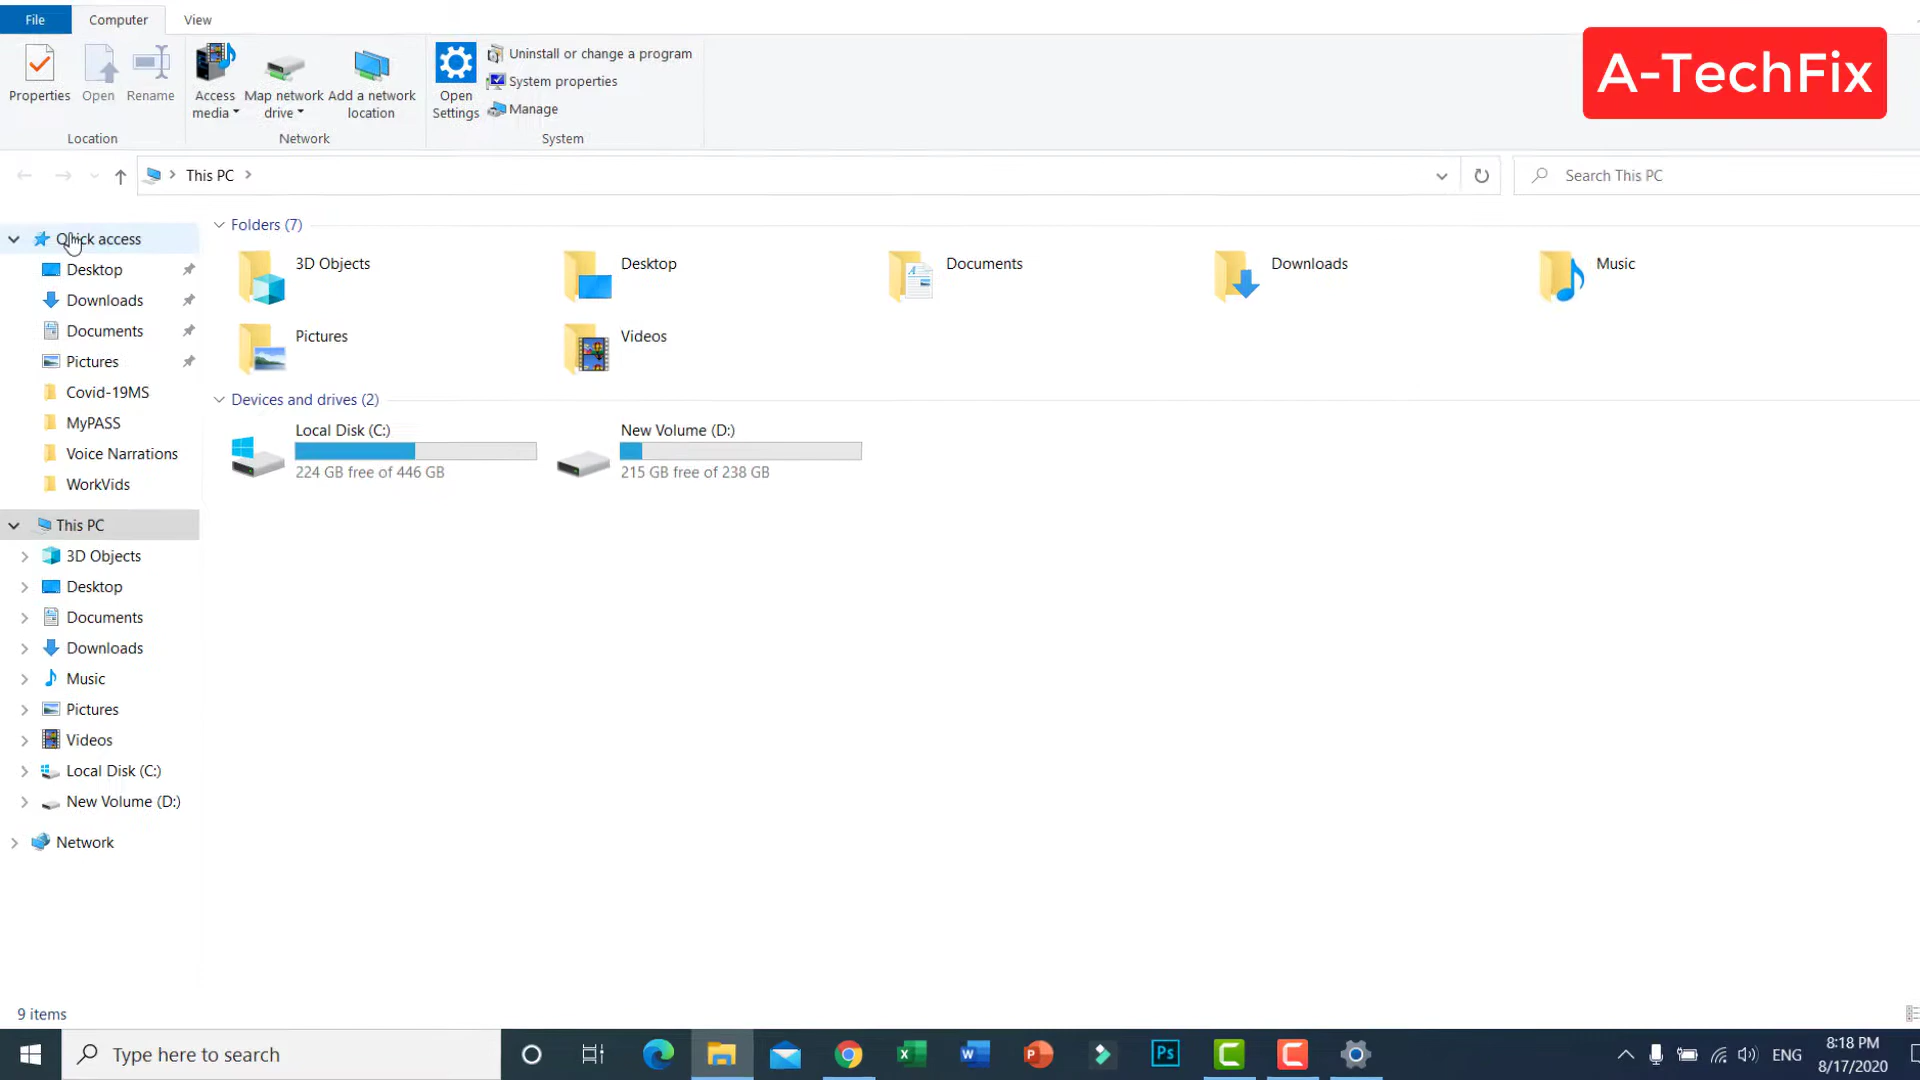 File Computer View
A-TechFix
Properties Open Rename Access media Map network drive Add a network location Open Settings Uninstall or change a program
System properties
Manage
Location Network System
This PC Search This PC
Quick access
Desktop
Downloads
Documents
Pictures
Covid-19MS
MyPASS
Voice Narrations
WorkVids
This PC
3D Objects
Desktop
Documents
Downloads
Music
Pictures
Videos
Local Disk (C:)
New Volume (D:)
Network
Folders (7)
3D Objects Desktop Documents Downloads Music
Pictures Videos
Devices and drives (2)
Local Disk (C:) New Volume (D:)
224 GB free of 446 GB 215 GB free of 238 GB
9 items
Type here to search
ENG
8:18 PM
8/17/2020